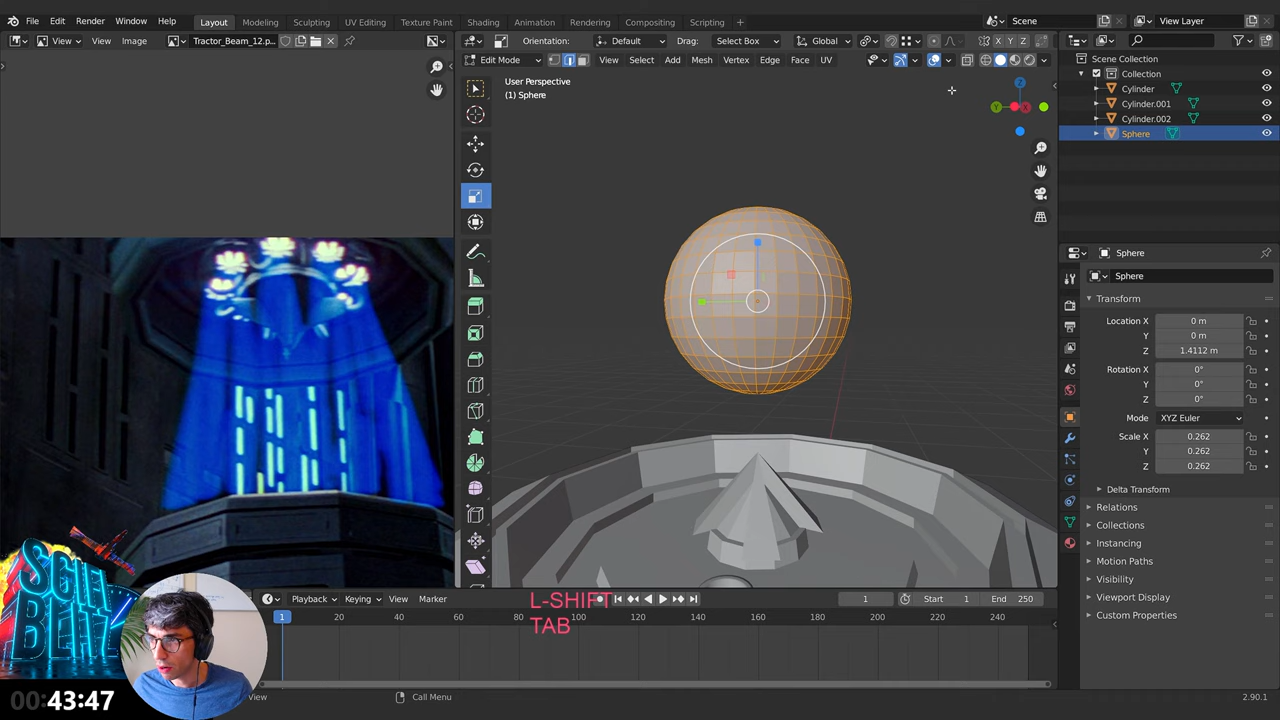 File Edit Render Window Help Layout Modeling Sculpting UV Editing Texture Paint Shading Animation Rendering Compositing Scripting + Scene View Layer
View View Image Tractor_Beam_12.p... Orientation: Default Drag: Select Box Global X Y Z
Edit Mode View Select Add Mesh Vertex Edge Face UV
User Perspective
(1) Sphere
Scene Collection
Collection
Cylinder
Cylinder.001
Cylinder.002
Sphere
Sphere
Sphere
Transform
Location X 0 m
Y 0 m
Z 1.4112 m
Rotation X 0°
Y 0°
Z 0°
Mode XYZ Euler
Scale X 0.262
Y 0.262
Z 0.262
Delta Transform
Relations
Collections
Instancing
Motion Paths
Visibility
Viewport Display
Custom Properties
Playback Keying View Marker 1 Start 1 End 250
L-SHIFT
TAB
1 20 40 60 80 100 120 140 160 180 200 220 240
SCIFI
BLITZ
00:43:47
View Call Menu 2.90.1